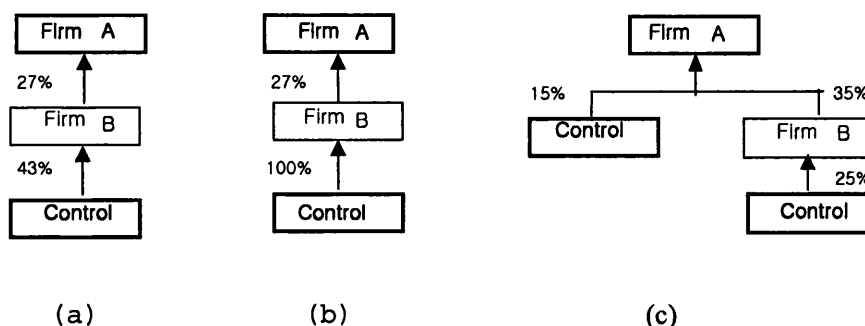 Firm A
27%
Firm B
43%
Control
(a)
Firm A
27%
Firm B
100%
Control
(b)
Firm A
15%
35%
Control
Firm B
25%
Control
(c)